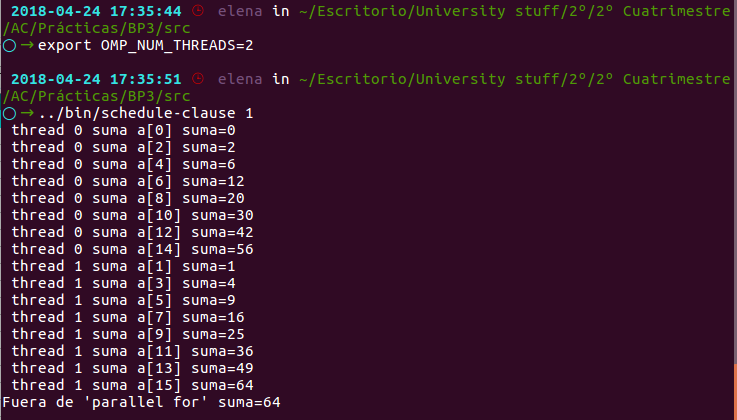 2018-04-24 17:35:44 elena in ~/Escritorio/University stuff/2º/2º Cuatrimestre
/AC/Prácticas/BP3/src
○ → export OMP_NUM_THREADS=2
2018-04-24 17:35:51 elena in ~/Escritorio/University stuff/2º/2º Cuatrimestre
/AC/Prácticas/BP3/src
○ → ../bin/schedule-clause 1
thread 0 suma a[0] suma=0
thread 0 suma a[2] suma=2
thread 0 suma a[4] suma=6
thread 0 suma a[6] suma=12
thread 0 suma a[8] suma=20
thread 0 suma a[10] suma=30
thread 0 suma a[12] suma=42
thread 0 suma a[14] suma=56
thread 1 suma a[1] suma=1
thread 1 suma a[3] suma=4
thread 1 suma a[5] suma=9
thread 1 suma a[7] suma=16
thread 1 suma a[9] suma=25
thread 1 suma a[11] suma=36
thread 1 suma a[13] suma=49
thread 1 suma a[15] suma=64
Fuera de 'parallel for' suma=64